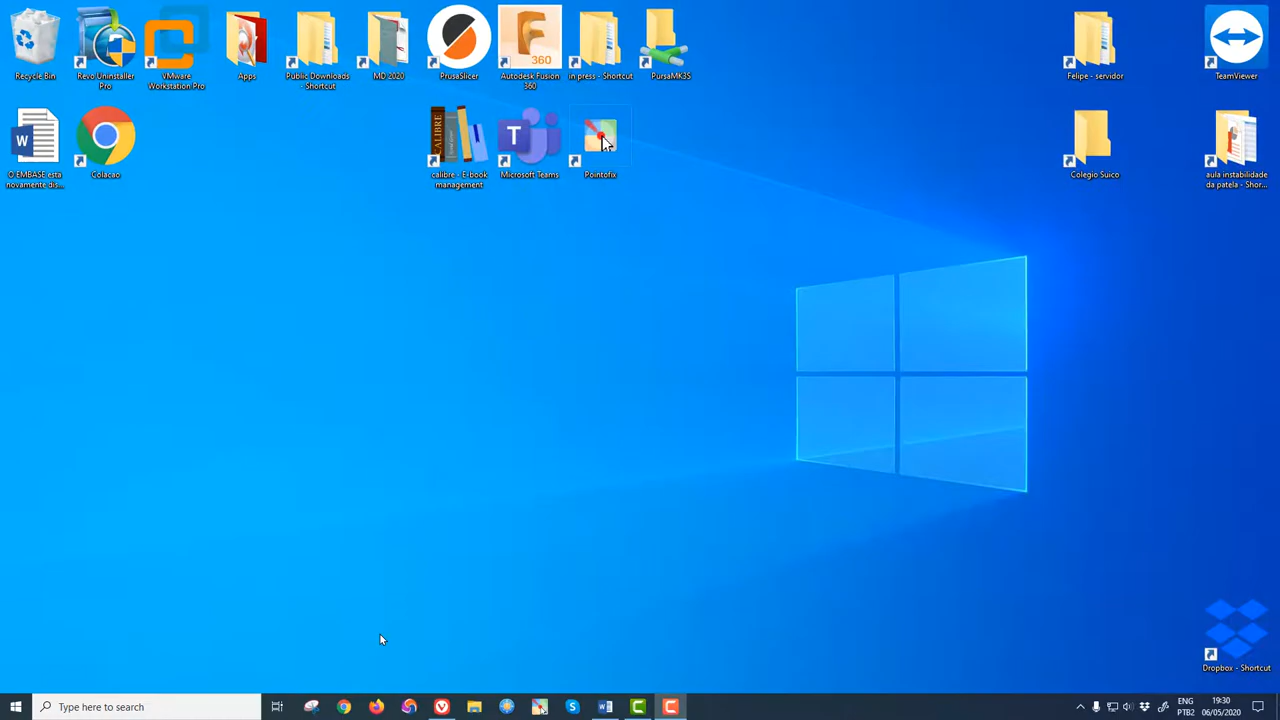 Recycle Bin
Revo Uninstaller Pro
VMware Workstation Pro
Apps
Public Downloads - Shortcut
MD 2020
PrusaSlicer
Autodesk Fusion 360
in press - Shortcut
PursaMK3S
Felipe - servidor
TeamViewer
O EMBASE esta novamente dis...
Colacao
CALIBRE
calibre - E-book management
Microsoft Teams
Pointofix
Colegio Suico
aula instabilidade da patela - Shor...
Dropbox - Shortcut
Type here to search
ENG
PTB2
19:30
06/05/2020